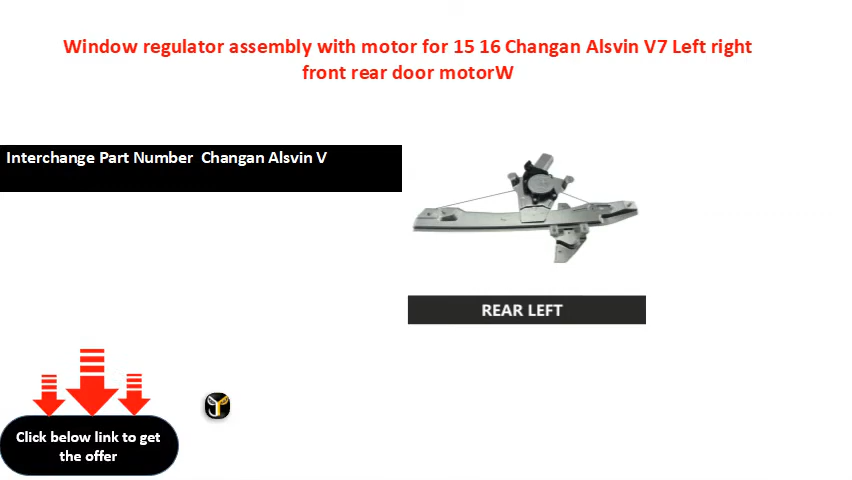 Window regulator assembly with motor for 15 16 Changan Alsvin V7 Left right
front rear door motorW
Interchange Part Number  Changan Alsvin V
REAR LEFT
Click below link to get
the offer